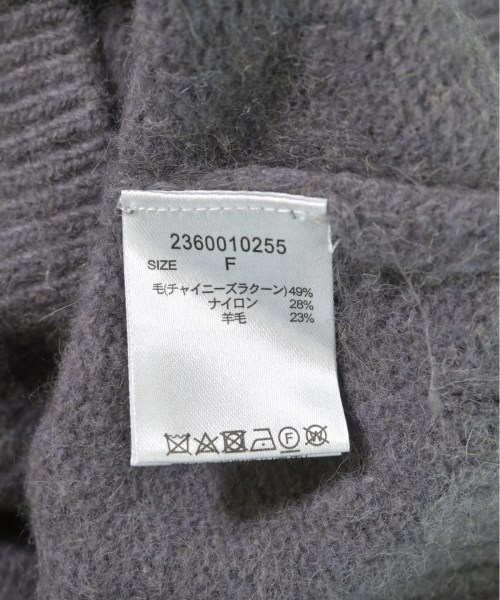 2360010255
SIZE F
毛(チャイニーズラクーン)49%
ナイロン 28%
羊毛 23%
F W